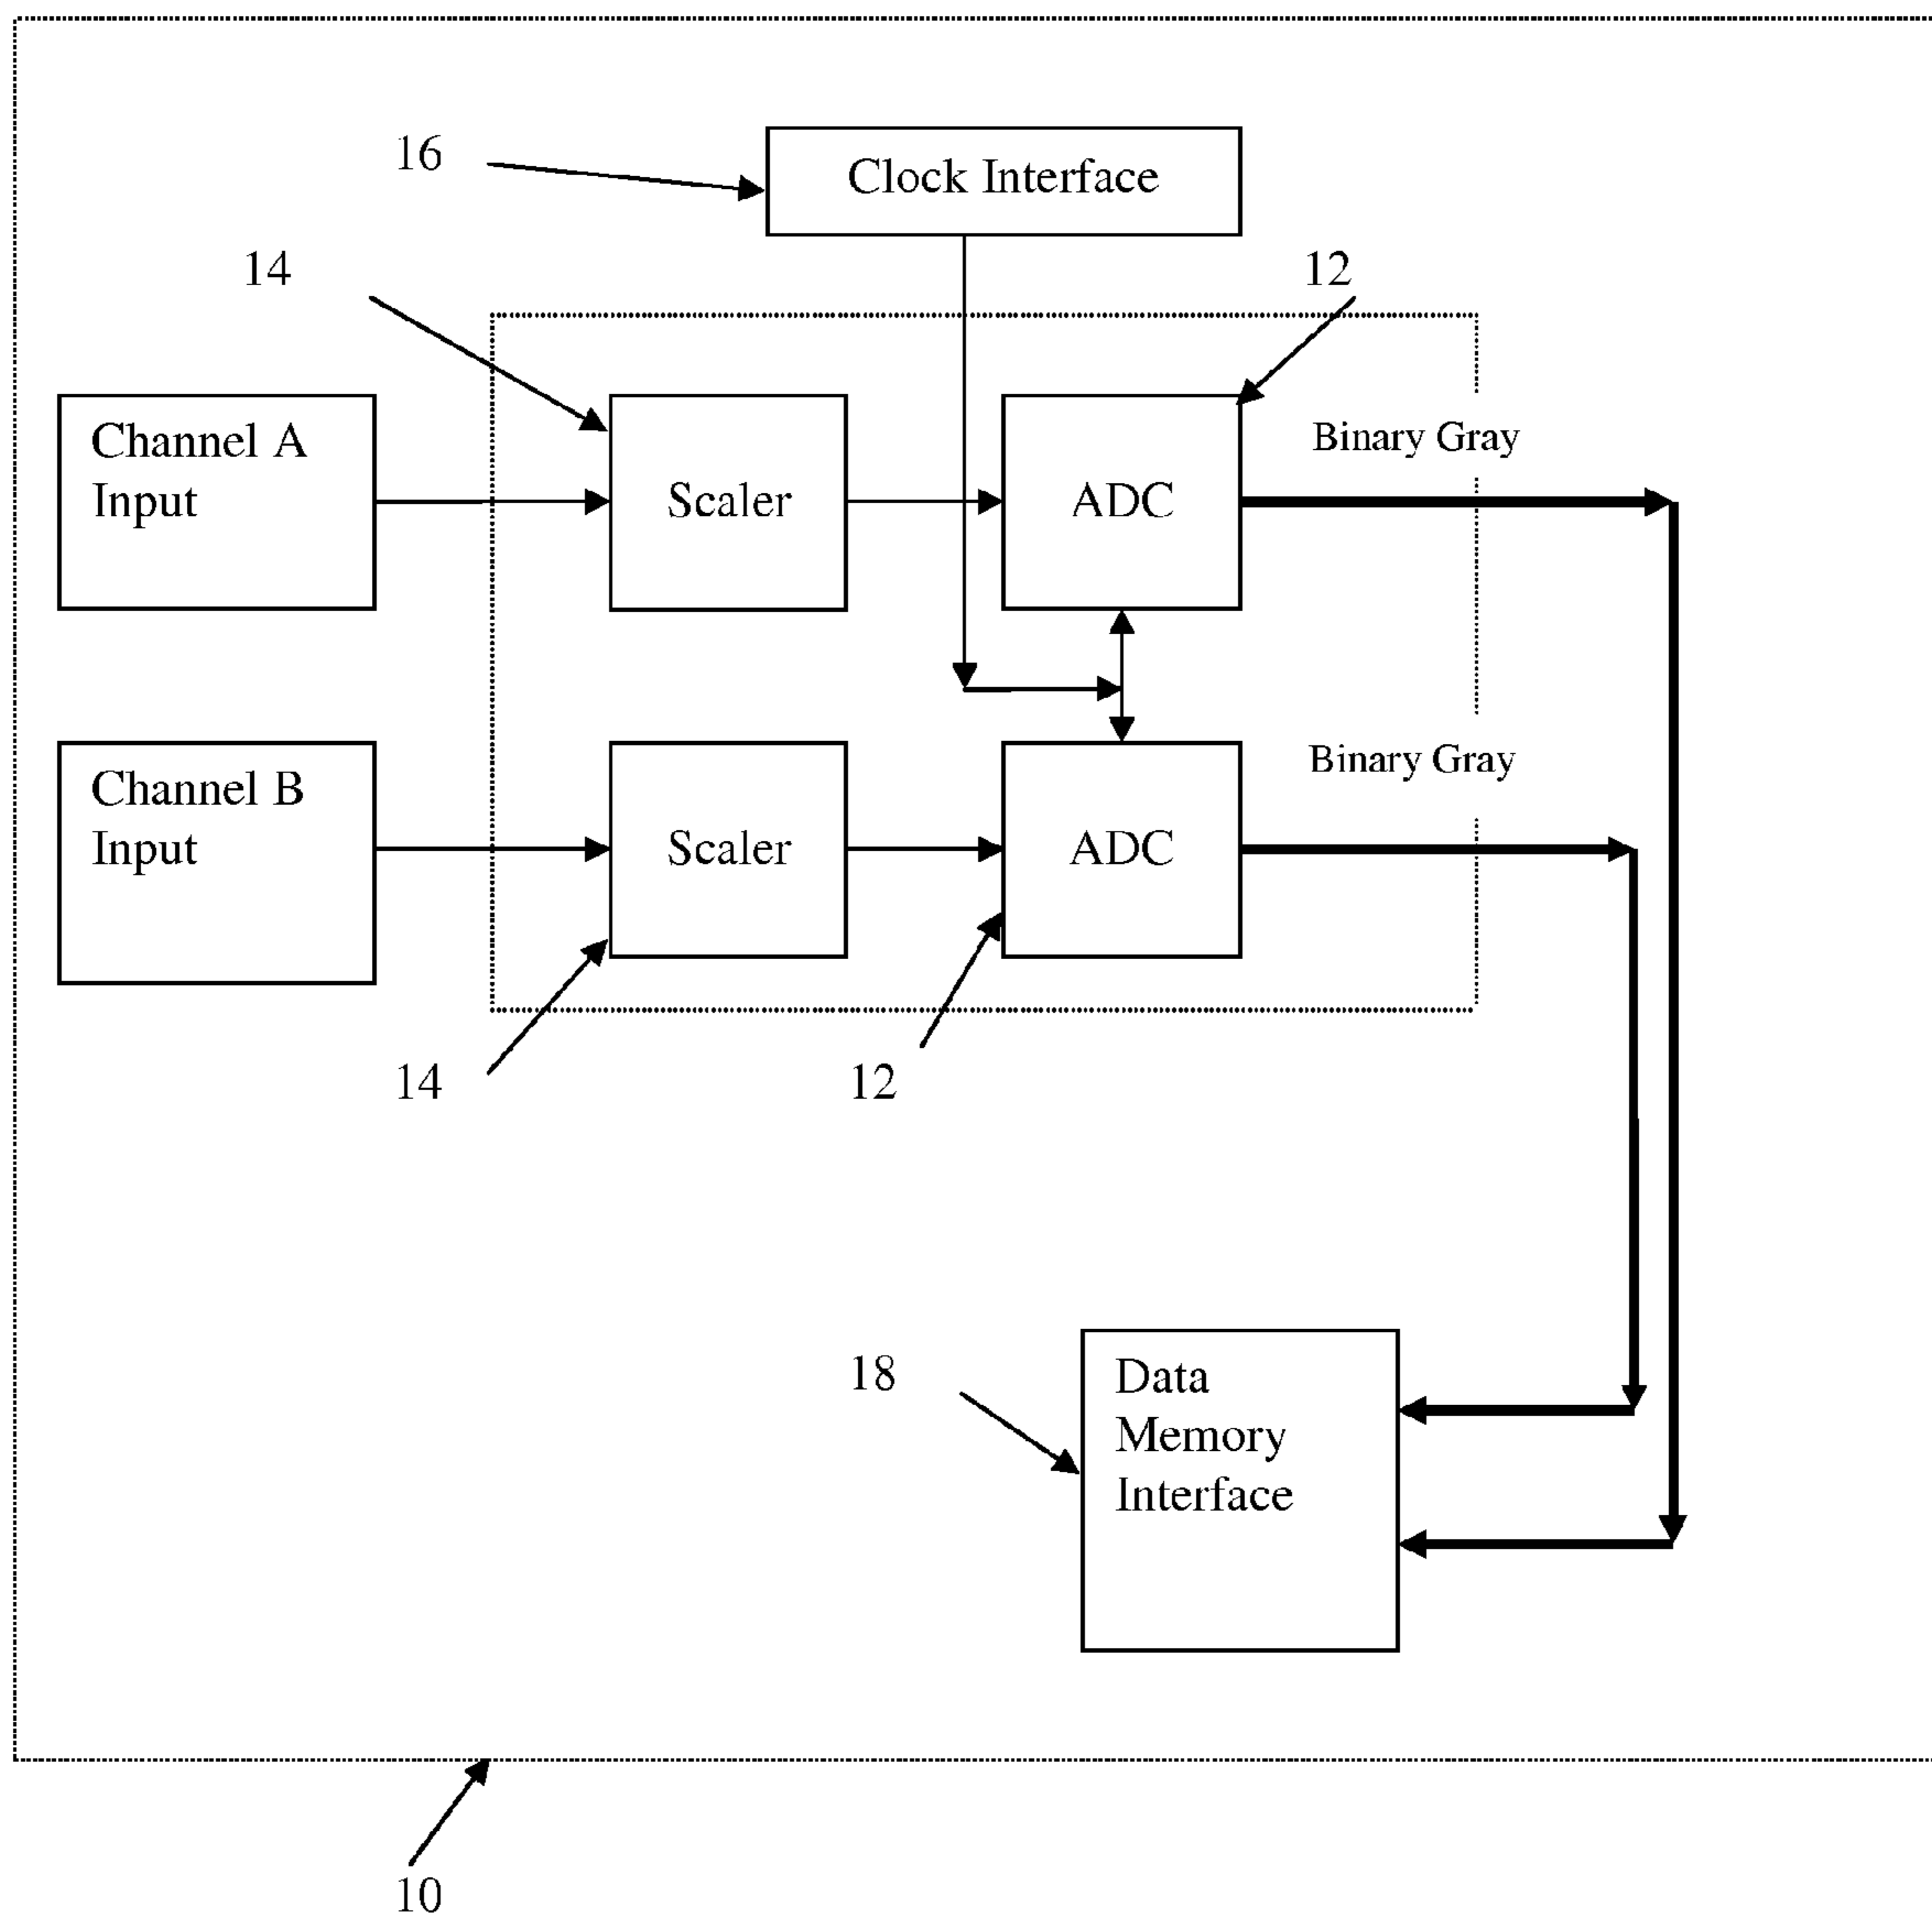 16
Clock Interface
14
12
Channel A
Input
Scaler
ADC
Binary Gray
Channel B
Input
Scaler
ADC
Binary Gray
14
12
18
Data
Memory
Interface
10